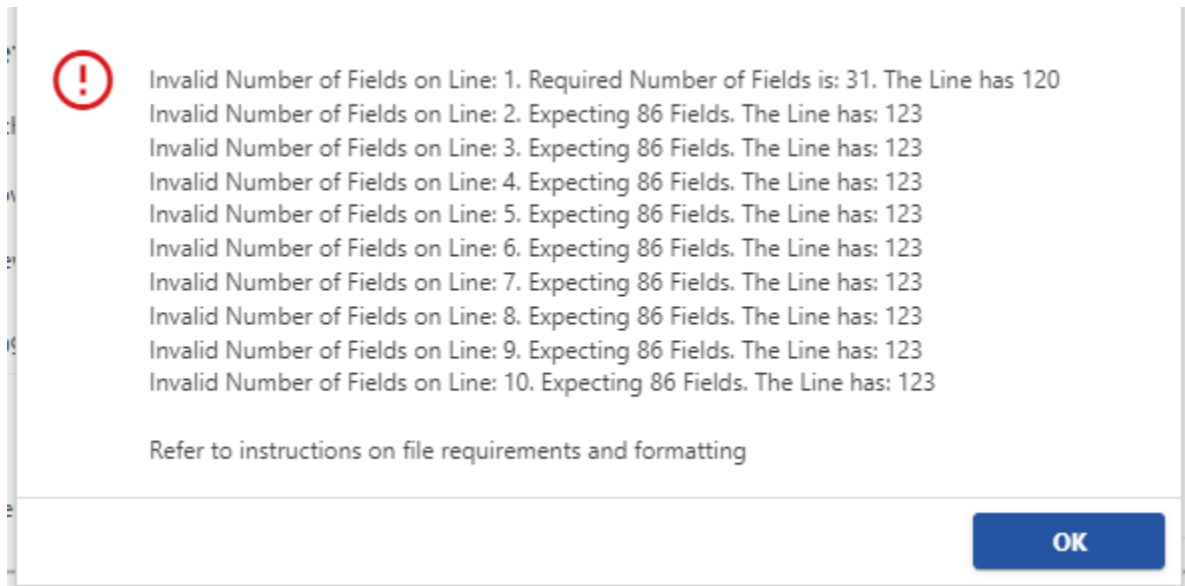 Invalid Number of Fields on Line: 1. Required Number of Fields is: 31. The Line has 120
Invalid Number of Fields on Line: 2. Expecting 86 Fields. The Line has: 123
Invalid Number of Fields on Line: 3. Expecting 86 Fields. The Line has: 123
Invalid Number of Fields on Line: 4. Expecting 86 Fields. The Line has: 123
Invalid Number of Fields on Line: 5. Expecting 86 Fields. The Line has: 123
Invalid Number of Fields on Line: 6. Expecting 86 Fields. The Line has: 123
Invalid Number of Fields on Line: 7. Expecting 86 Fields. The Line has: 123
Invalid Number of Fields on Line: 8. Expecting 86 Fields. The Line has: 123
Invalid Number of Fields on Line: 9. Expecting 86 Fields. The Line has: 123
Invalid Number of Fields on Line: 10. Expecting 86 Fields. The Line has: 123
Refer to instructions on file requirements and formatting
OK